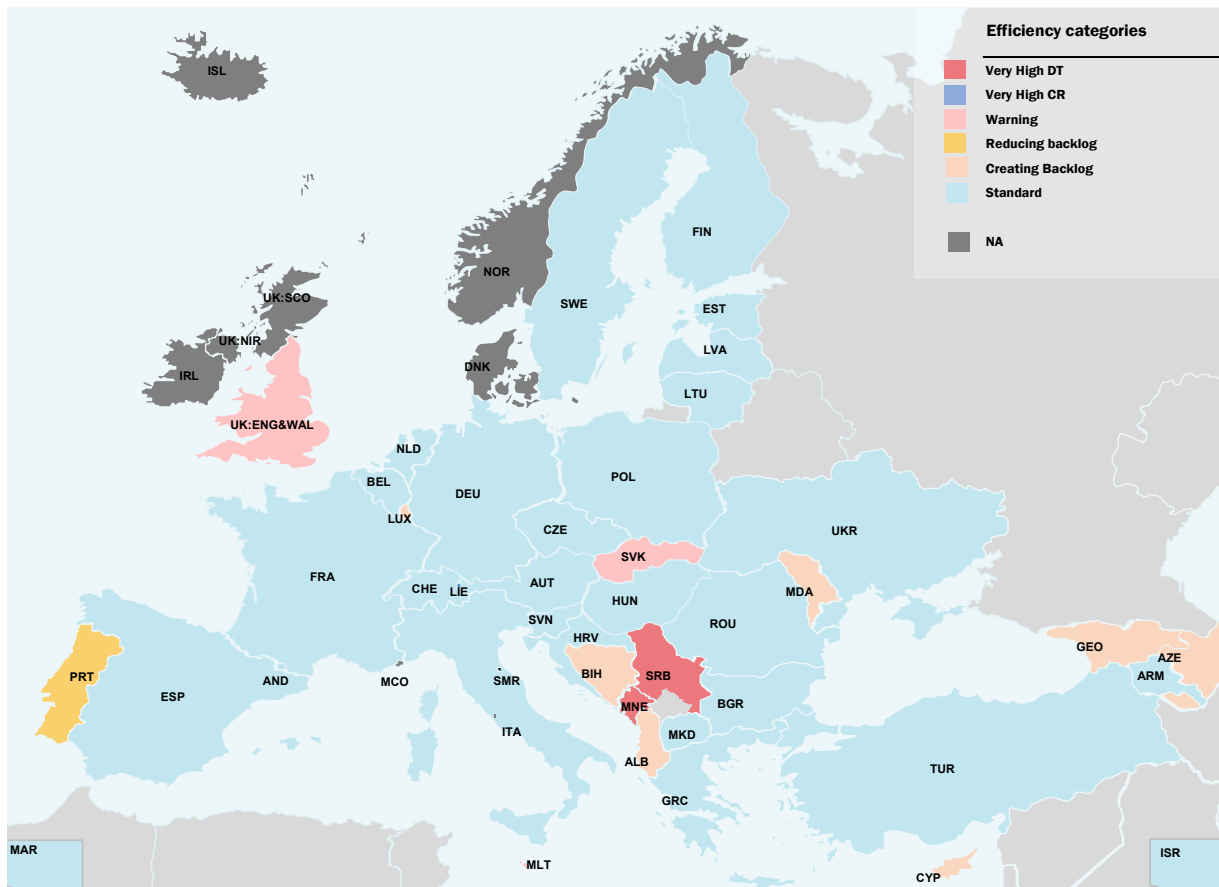 Efficiency categories
Very High DT
Very High CR
Warning
Reducing backlog
Creating Backlog
Standard
NA
ISL
FIN
NOR
UK:SCO
SWE
EST
UK:NIR
LVA
DNK
IRL
LTU
UK:ENG&WAL
NLD
POL
BEL
DEU
LUX
CZE
UKR
SVK
FRA
AUT
CHE
LIE
MDA
HUN
SVN
ROU
HRV
GEO
AZE
BIH
PRT
SRB
ARM
AND
MCO
SMR
ESP
MNE
BGR
ITA
MKD
ALB
TUR
GRC
MAR
ISR
MLT
CYP